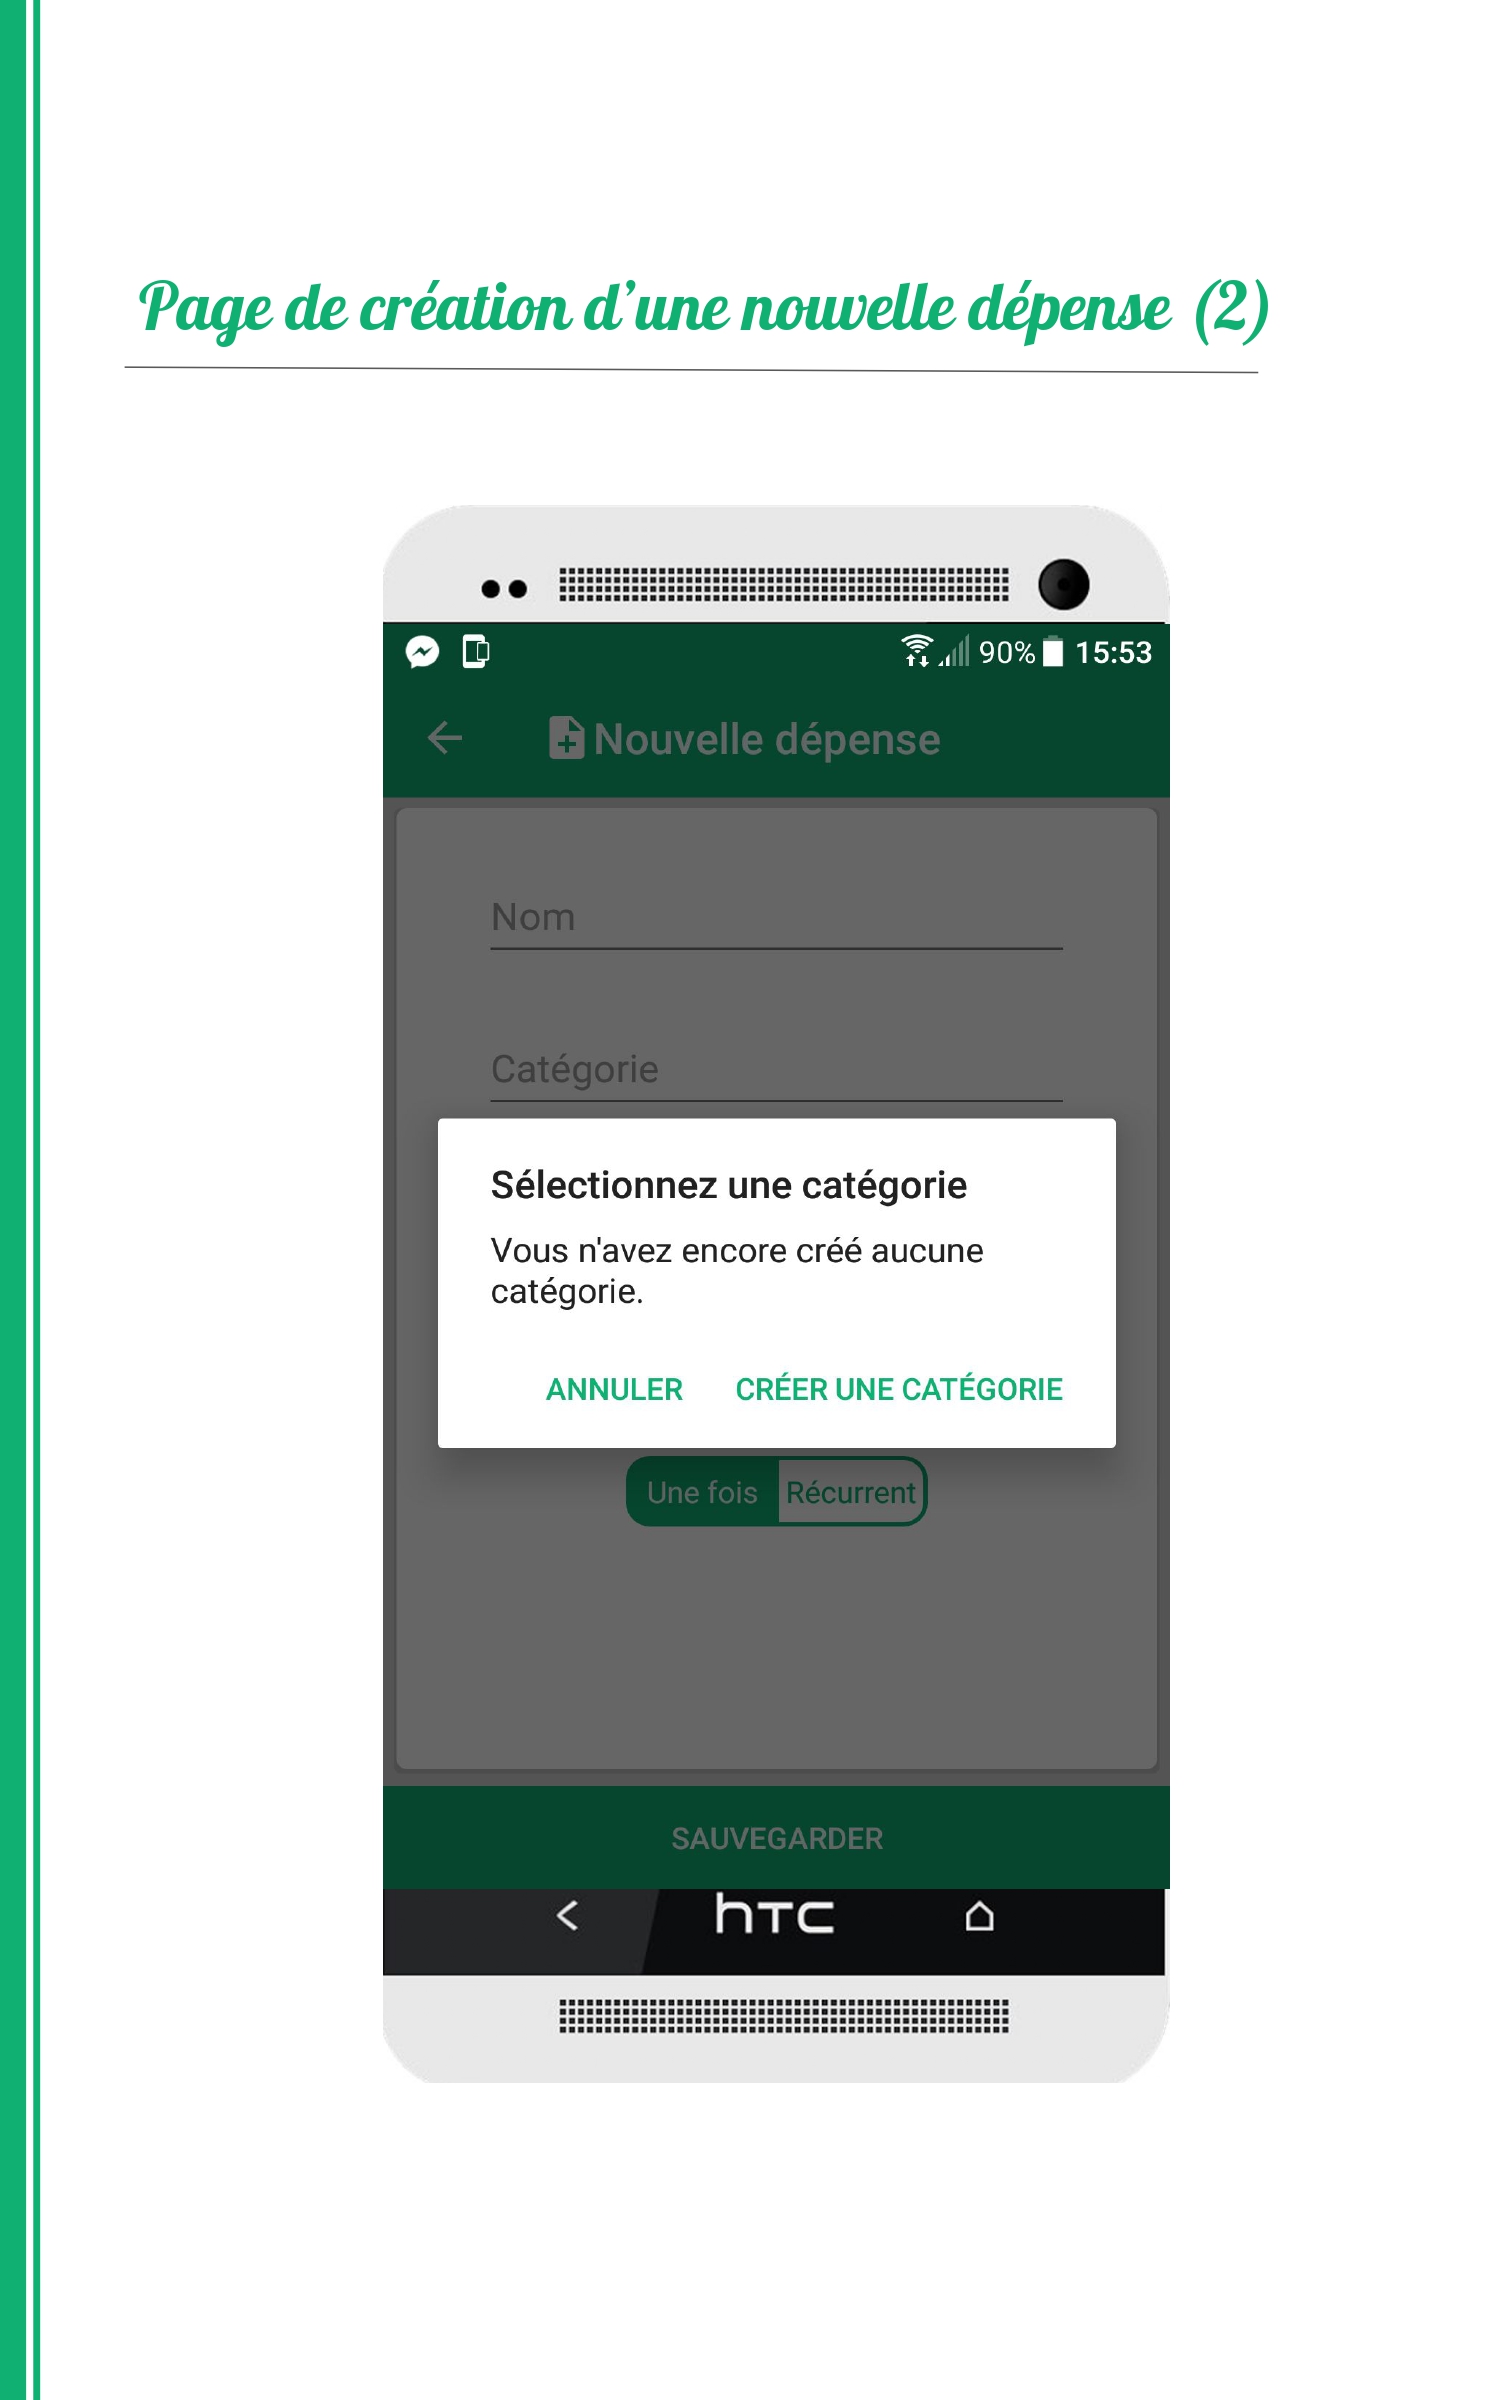 Page de création d’une nouvelle dépense (2)
90% 15:53
Nouvelle dépense
Nom
Catégorie
Sélectionnez une catégorie
Vous n'avez encore créé aucune
catégorie.
ANNULER CRÉER UNE CATÉGORIE
Une fois Récurrent
SAUVEGARDER
hTC